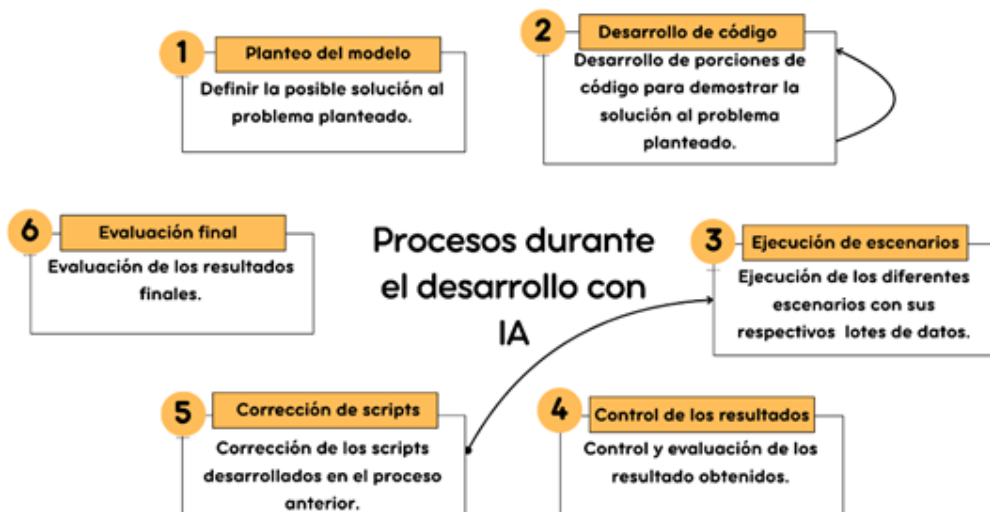 1
Planteo del modelo
Definir la posible solución al
problema planteado.
2
Desarrollo de código
Desarrollo de porciones de
código para demostrar la
solución al problema
planteado.
6
Evaluación final
Evaluación de los resultados
finales.
Procesos durante
el desarrollo con
IA
3
Ejecución de escenarios
Ejecución de los diferentes
escenarios con sus
respectivos lotes de datos.
5
Corrección de scripts
Corrección de los scripts
desarrollados en el proceso
anterior.
4
Control de los resultados
Control y evaluación de los
resultado obtenidos.